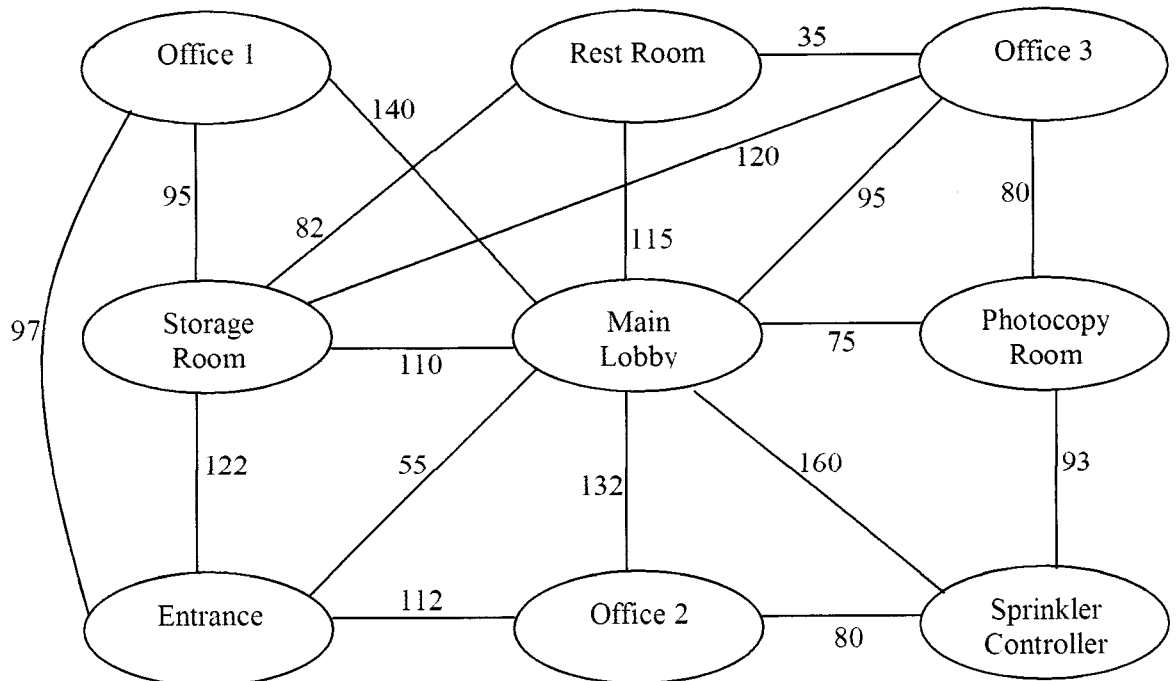 Office 1
Rest Room
35
Office 3
140
120
95
82
95
80
115
97
Storage
Room
Main
Lobby
Photocopy
Room
110
75
122
55
132
160
93
Entrance
112
Office 2
80
Sprinkler
Controller